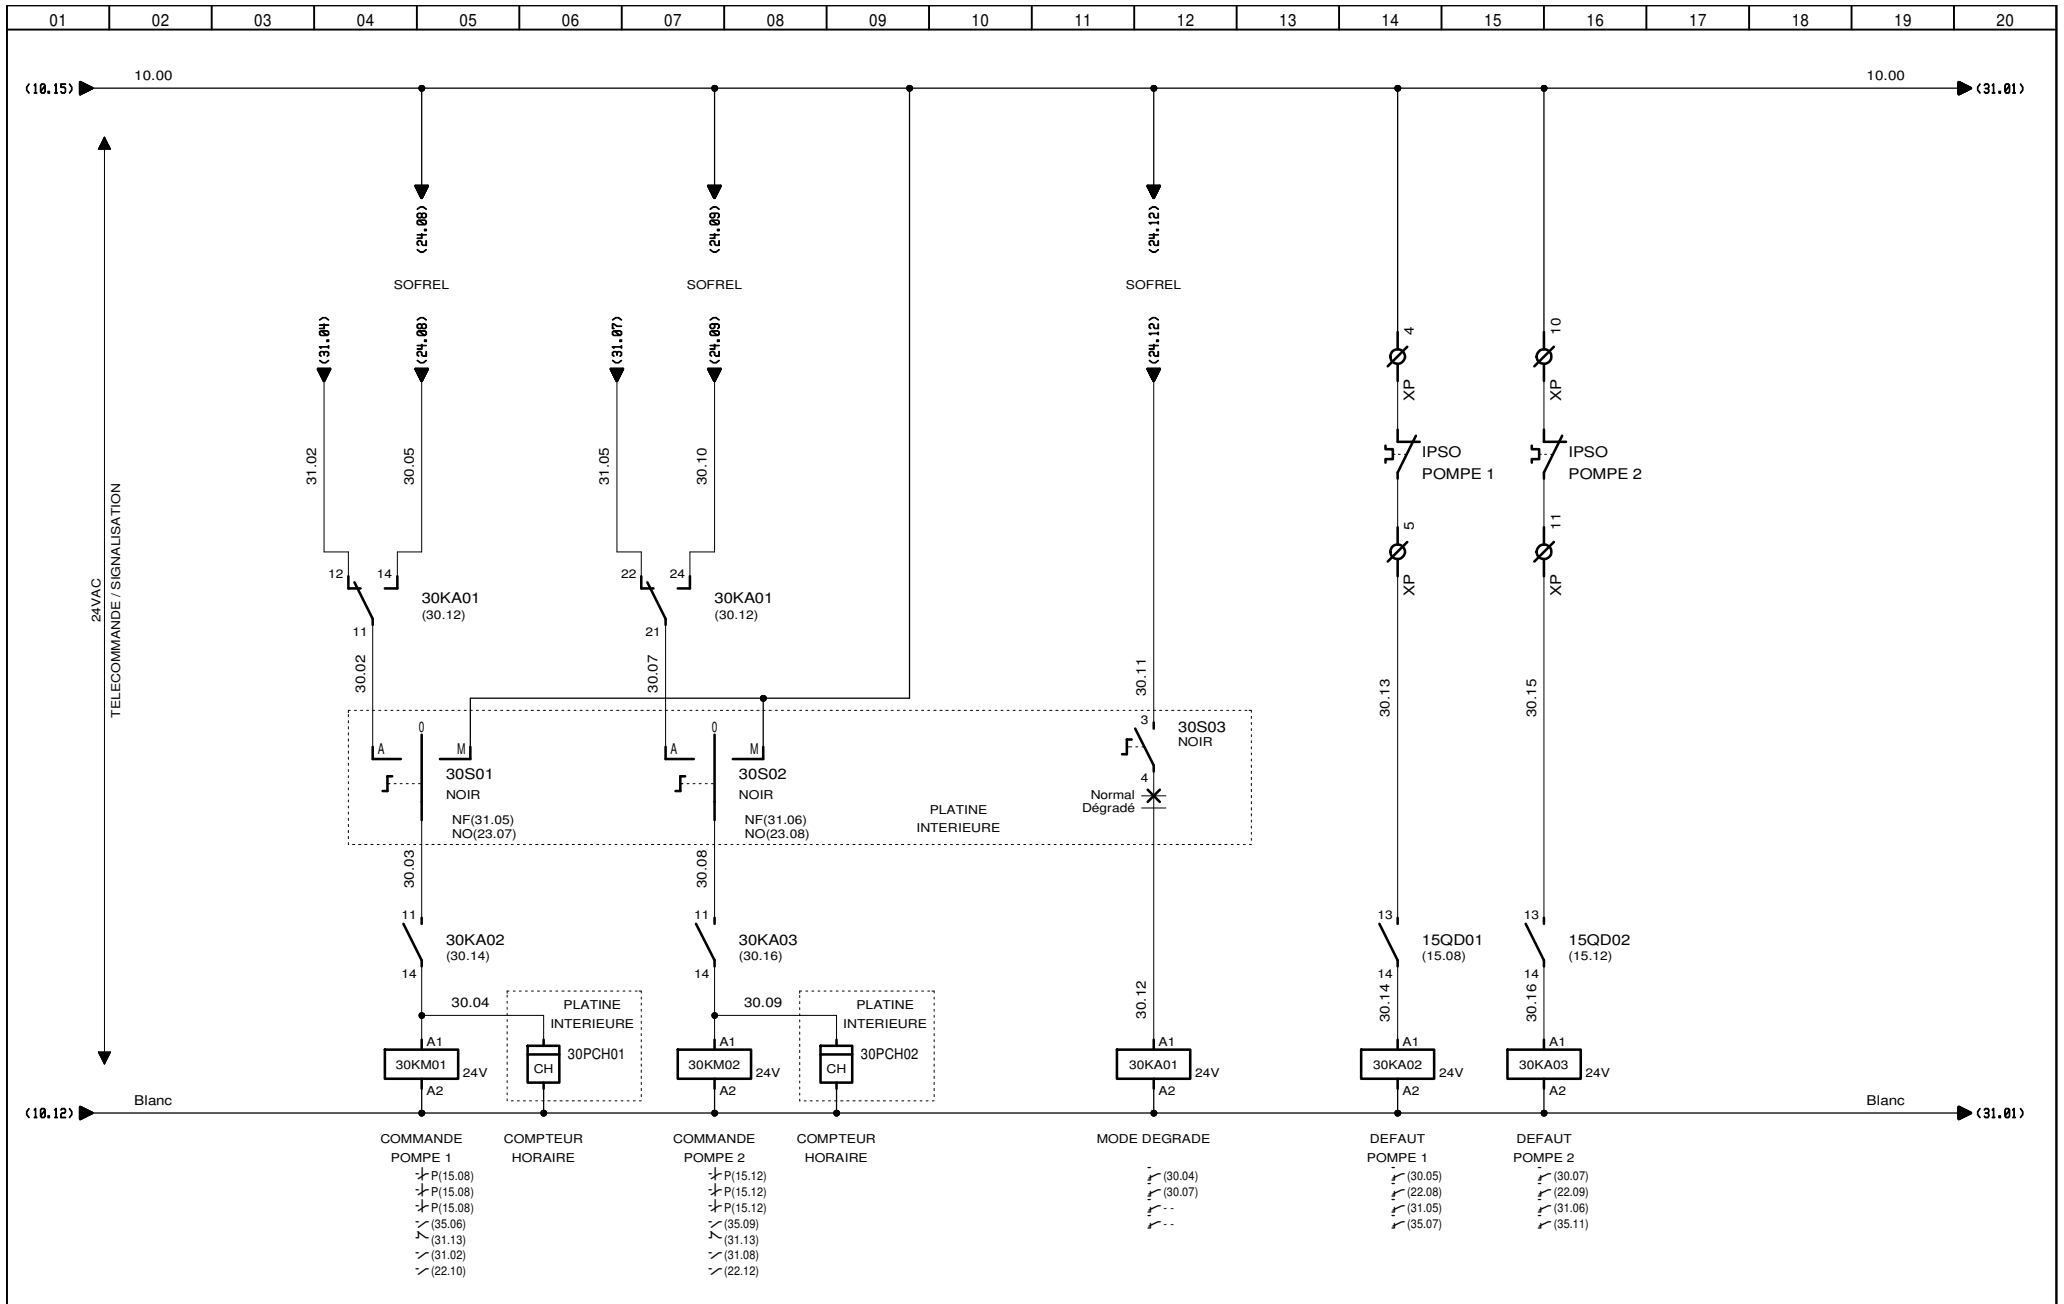 01 02 03 04 05 06 07 08 09 10 11 12 13 14 15 16 17 18 19 20
(10.15) 10.00 10.00 (31.01)
24VAC
TELECOMMANDE / SIGNALISATION
(24.08) (24.09) (24.12)
SOFREL SOFREL SOFREL
(31.04) (24.08) (31.07) (24.09) (24.12)
4 10
XP XP
31.02 30.05 31.05 30.10
IPSO IPSO
POMPE 1 POMPE 2
5 11
XP XP
12 14 22 24
30KA01 30KA01
(30.12) (30.12)
11 21
30.02 30.07 30.11 30.13 30.15
A 0 M A 0 M
3 30S03
NOIR
4
30S01 30S02
NOIR NOIR
Normal
Dégradé
NF(31.05) NF(31.06)
NO(23.07) NO(23.08)
PLATINE
INTERIEURE
30.03 30.08
11 11 13 13
30KA02 30KA03 15QD01 15QD02
(30.14) (30.16) (15.08) (15.12)
14 14 14 14
30.04 30.09 30.12 30.14 30.16
PLATINE PLATINE
INTERIEURE INTERIEURE
A1 A1 A1 A1 A1
30PCH01 30PCH02
30KM01 24V CH 30KM02 24V CH 30KA01 24V 30KA02 24V 30KA03 24V
A2 A2 A2 A2 A2
(10.12) Blanc Blanc (31.01)
COMMANDE COMPTEUR COMMANDE COMPTEUR MODE DEGRADE DEFAUT DEFAUT
POMPE 1 HORAIRE POMPE 2 HORAIRE POMPE 1 POMPE 2
P(15.08) P(15.12) (30.04) (30.05) (30.07)
P(15.08) P(15.12) (30.07) (22.08) (22.09)
P(15.08) P(15.12) - - (31.05) (31.06)
(35.06) (35.09) - - (35.07) (35.11)
(31.13) (31.13)
(31.02) (31.08)
(22.10) (22.12)